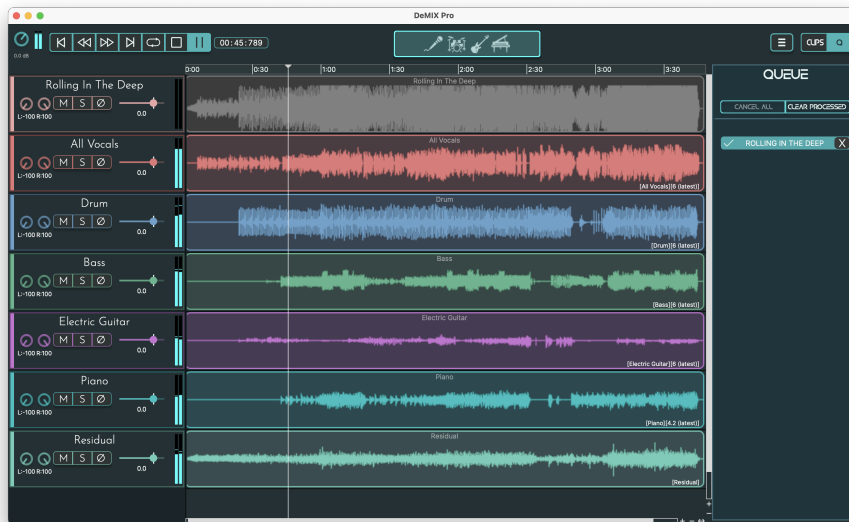 DeMIX Pro
0.0 dB
00:45:789
CLIPS Q
0:00 0:30 1:00 1:30 2:00 2:30 3:00 3:30
QUEUE
CANCEL ALL CLEAR PROCESSED
ROLLING IN THE DEEP X
Rolling In The Deep
M S Ø
L:-100 R:100 0.0
Rolling In The Deep
All Vocals
M S Ø
L:-100 R:100 0.0
All Vocals
[All Vocals][6 (latest)]
Drum
M S Ø
L:-100 R:100 0.0
Drum
[Drum][6 (latest)]
Bass
M S Ø
L:-100 R:100 0.0
Bass
[Bass][6 (latest)]
Electric Guitar
M S Ø
L:-100 R:100 0.0
Electric Guitar
[Electric Guitar][6 (latest)]
Piano
M S Ø
L:-100 R:100 0.0
Piano
[Piano][4.2 (latest)]
Residual
M S Ø
L:-100 R:100 0.0
Residual
[Residual]